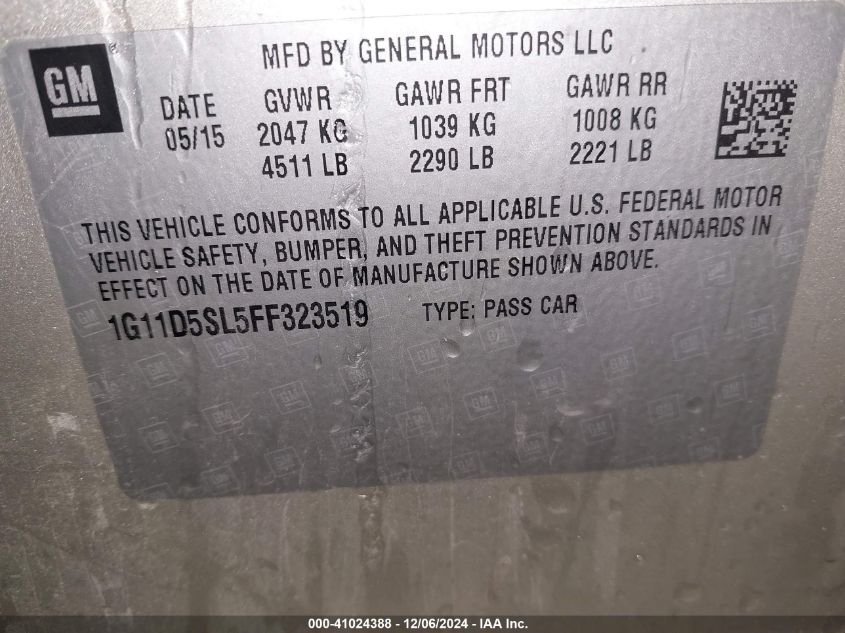 GM
MFD BY GENERAL MOTORS LLC
DATE GVWR GAWR FRT GAWR RR
05/15 2047 KG 1039 KG 1008 KG
4511 LB 2290 LB 2221 LB
THIS VEHICLE CONFORMS TO ALL APPLICABLE U.S. FEDERAL MOTOR
VEHICLE SAFETY, BUMPER, AND THEFT PREVENTION STANDARDS IN
EFFECT ON THE DATE OF MANUFACTURE SHOWN ABOVE.
1G11D5SL5FF323519 TYPE: PASS CAR
000-41024388 - 12/06/2024 - IAA Inc.